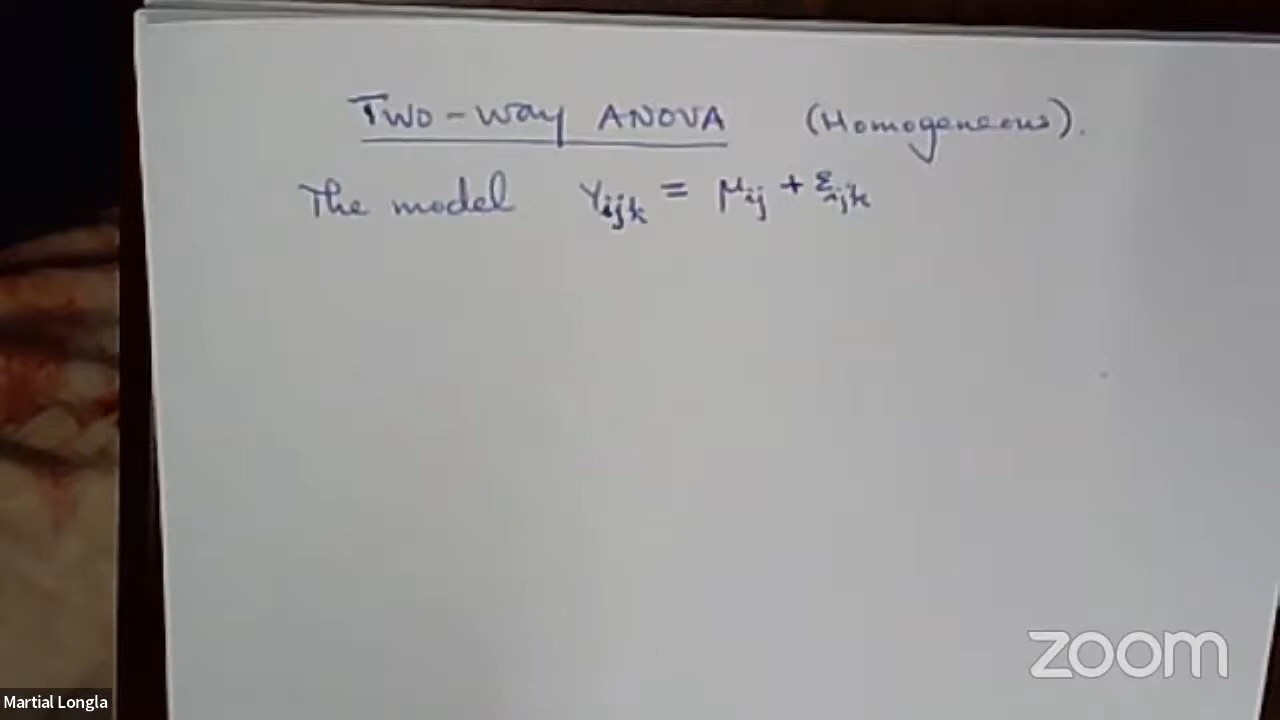 Two-way ANOVA (Homogeneous).
The model Yijk = μij + εijk
zoom
Martial Longla